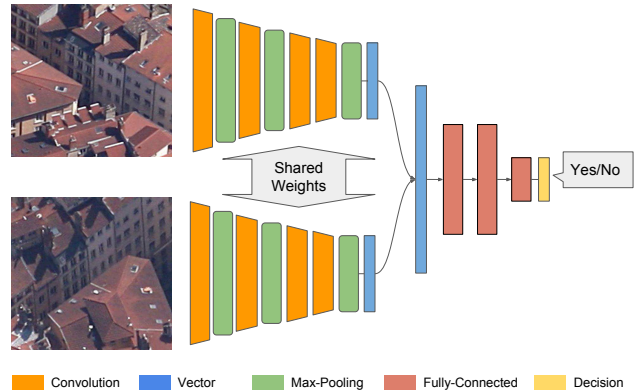 Shared
Weights
Yes/No
Convolution
Vector
Max-Pooling
Fully-Connected
Decision